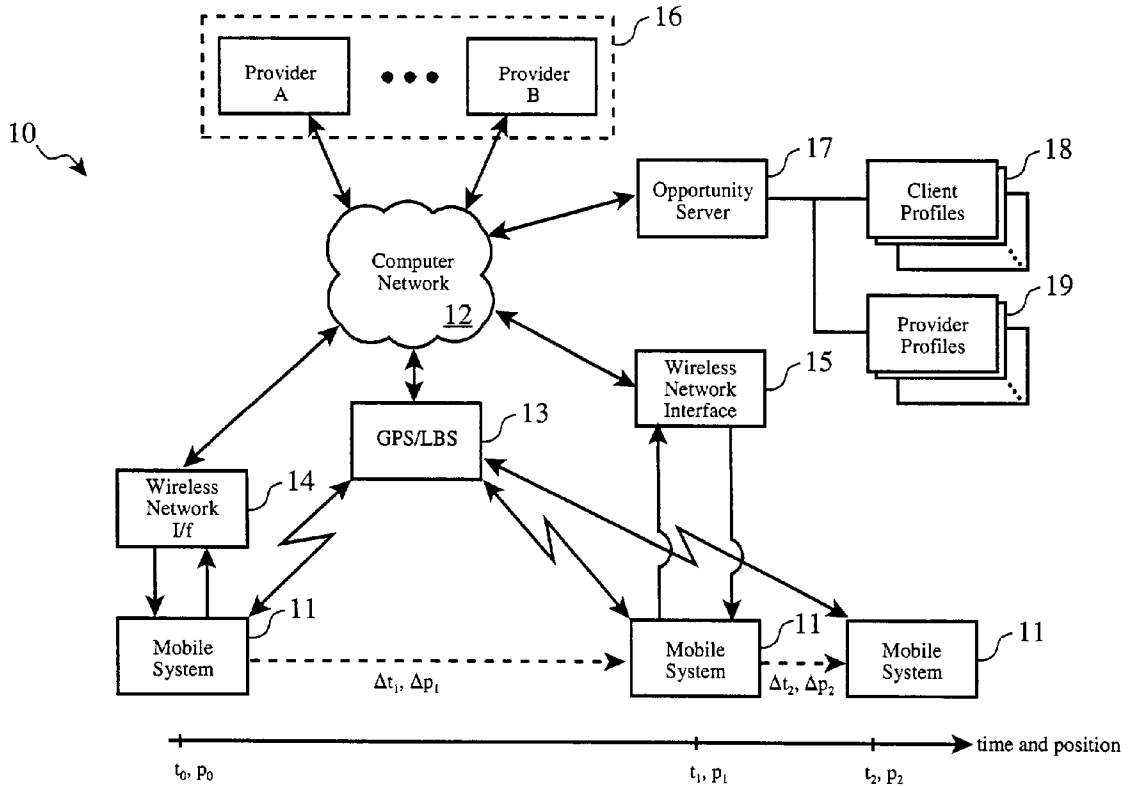 16
Provider
A
Provider
B
10
17
18
Opportunity
Server
Client
Profiles
Computer
Network
12
19
Provider
Profiles
15
Wireless
Network
Interface
13
GPS/LBS
14
Wireless
Network
I/f
11
Mobile
System
11
Mobile
System
11
Mobile
System
Δt₁, Δp₁
Δt₂, Δp₂
time and position
t₀, p₀
t₁, p₁
t₂, p₂